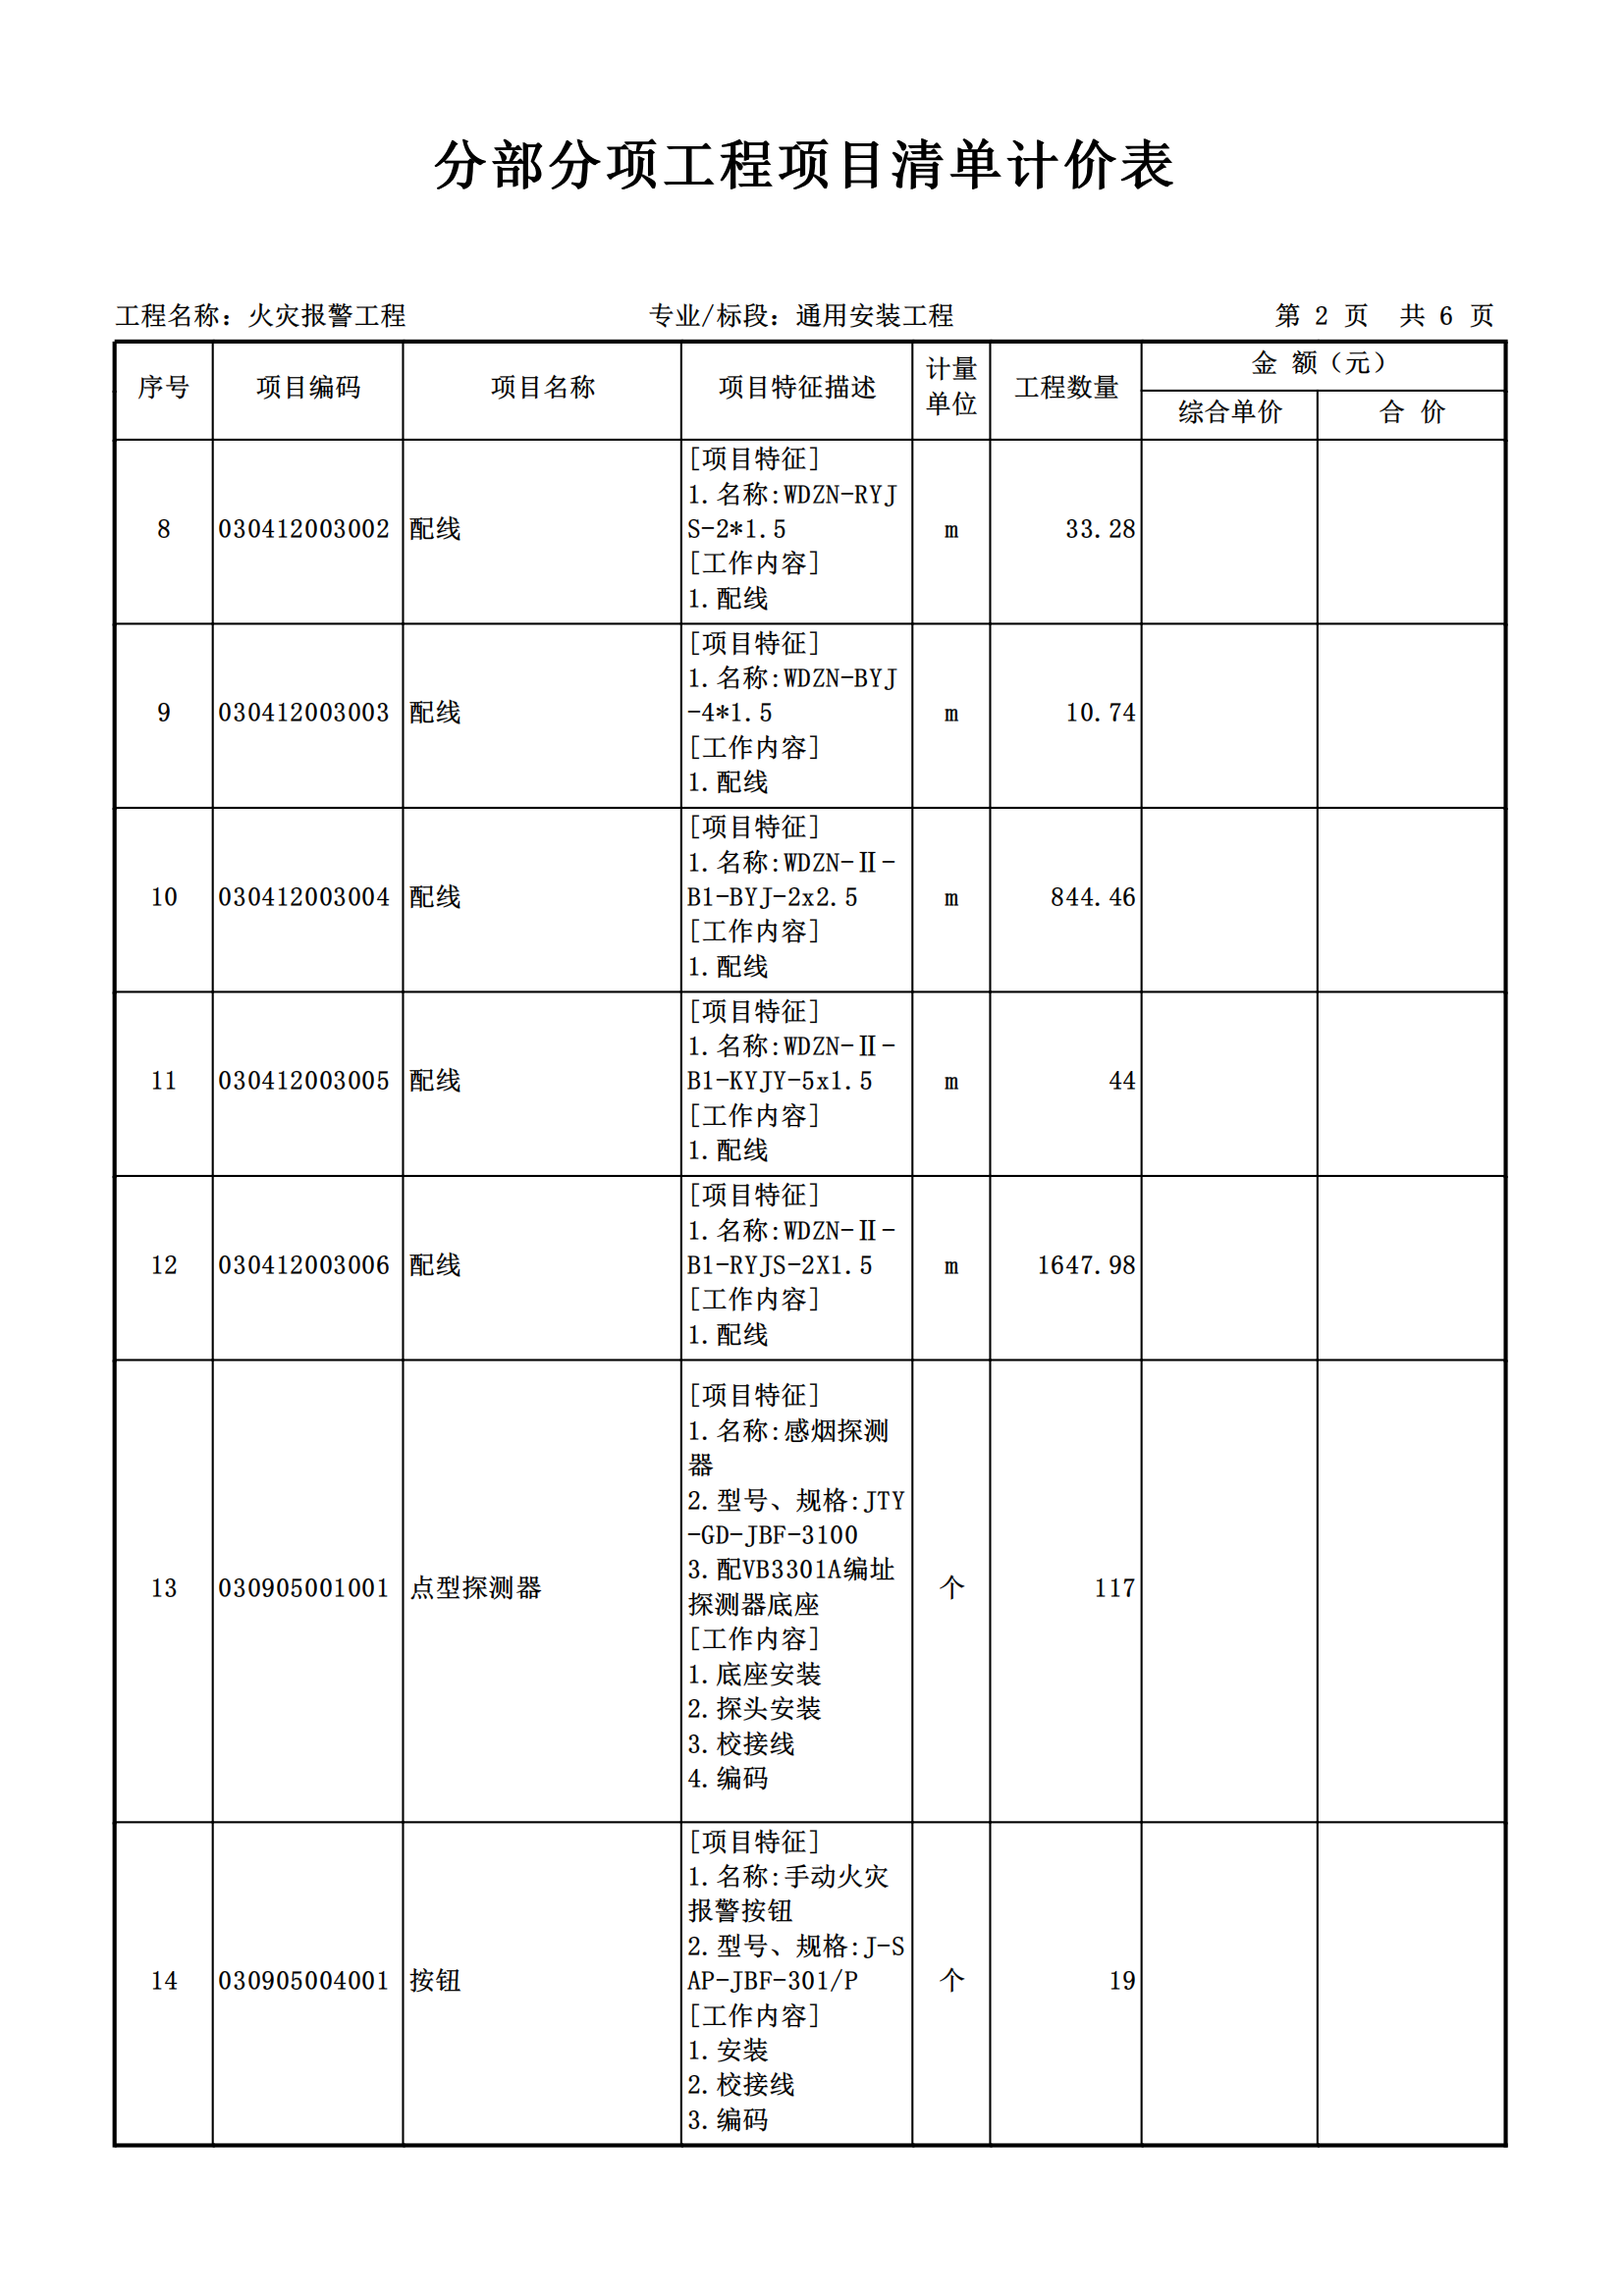 分部分项工程项目清单计价表
工程名称：火灾报警工程 专业/标段：通用安装工程 第 2 页 共 6 页
序号 项目编码 项目名称 项目特征描述 计量单位 工程数量 金 额（元）
综合单价 合 价
[项目特征]
1.名称:WDZN-RYJ
8 030412003002 配线 S-2*1.5 m 33.28
[工作内容]
1.配线
[项目特征]
1.名称:WDZN-BYJ
9 030412003003 配线 -4*1.5 m 10.74
[工作内容]
1.配线
[项目特征]
1.名称:WDZN-Ⅱ-
10 030412003004 配线 B1-BYJ-2x2.5 m 844.46
[工作内容]
1.配线
[项目特征]
1.名称:WDZN-Ⅱ-
11 030412003005 配线 B1-KYJY-5x1.5 m 44
[工作内容]
1.配线
[项目特征]
1.名称:WDZN-Ⅱ-
12 030412003006 配线 B1-RYJS-2X1.5 m 1647.98
[工作内容]
1.配线
[项目特征]
1.名称:感烟探测
器
2.型号、规格:JTY
-GD-JBF-3100
3.配VB3301A编址
13 030905001001 点型探测器 探测器底座 个 117
[工作内容]
1.底座安装
2.探头安装
3.校接线
4.编码
[项目特征]
1.名称:手动火灾
报警按钮
2.型号、规格:J-S
14 030905004001 按钮 AP-JBF-301/P 个 19
[工作内容]
1.安装
2.校接线
3.编码